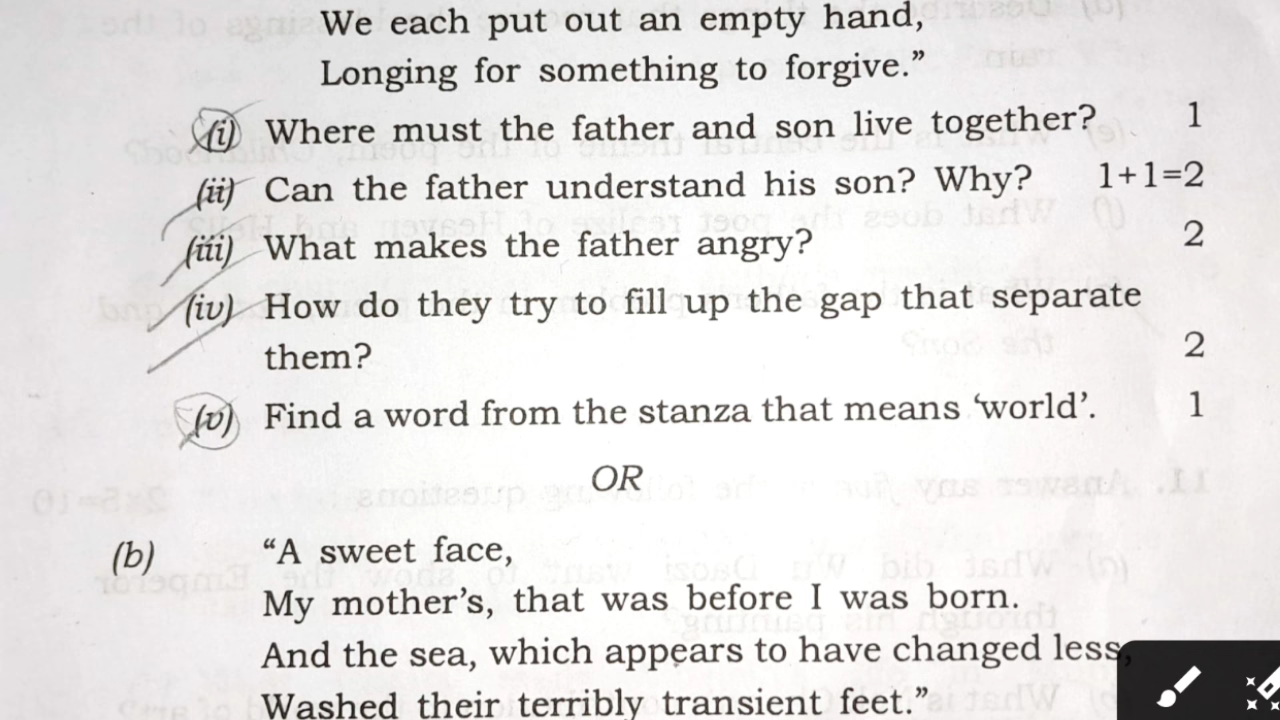 We each put out an empty hand,
Longing for something to forgive.”
(i) Where must the father and son live together? 1
(ii) Can the father understand his son? Why? 1+1=2
(iii) What makes the father angry? 2
(iv) How do they try to fill up the gap that separate
them? 2
(v) Find a word from the stanza that means ‘world’. 1
OR
(b) “A sweet face,
My mother’s, that was before I was born.
And the sea, which appears to have changed less,
Washed their terribly transient feet.”